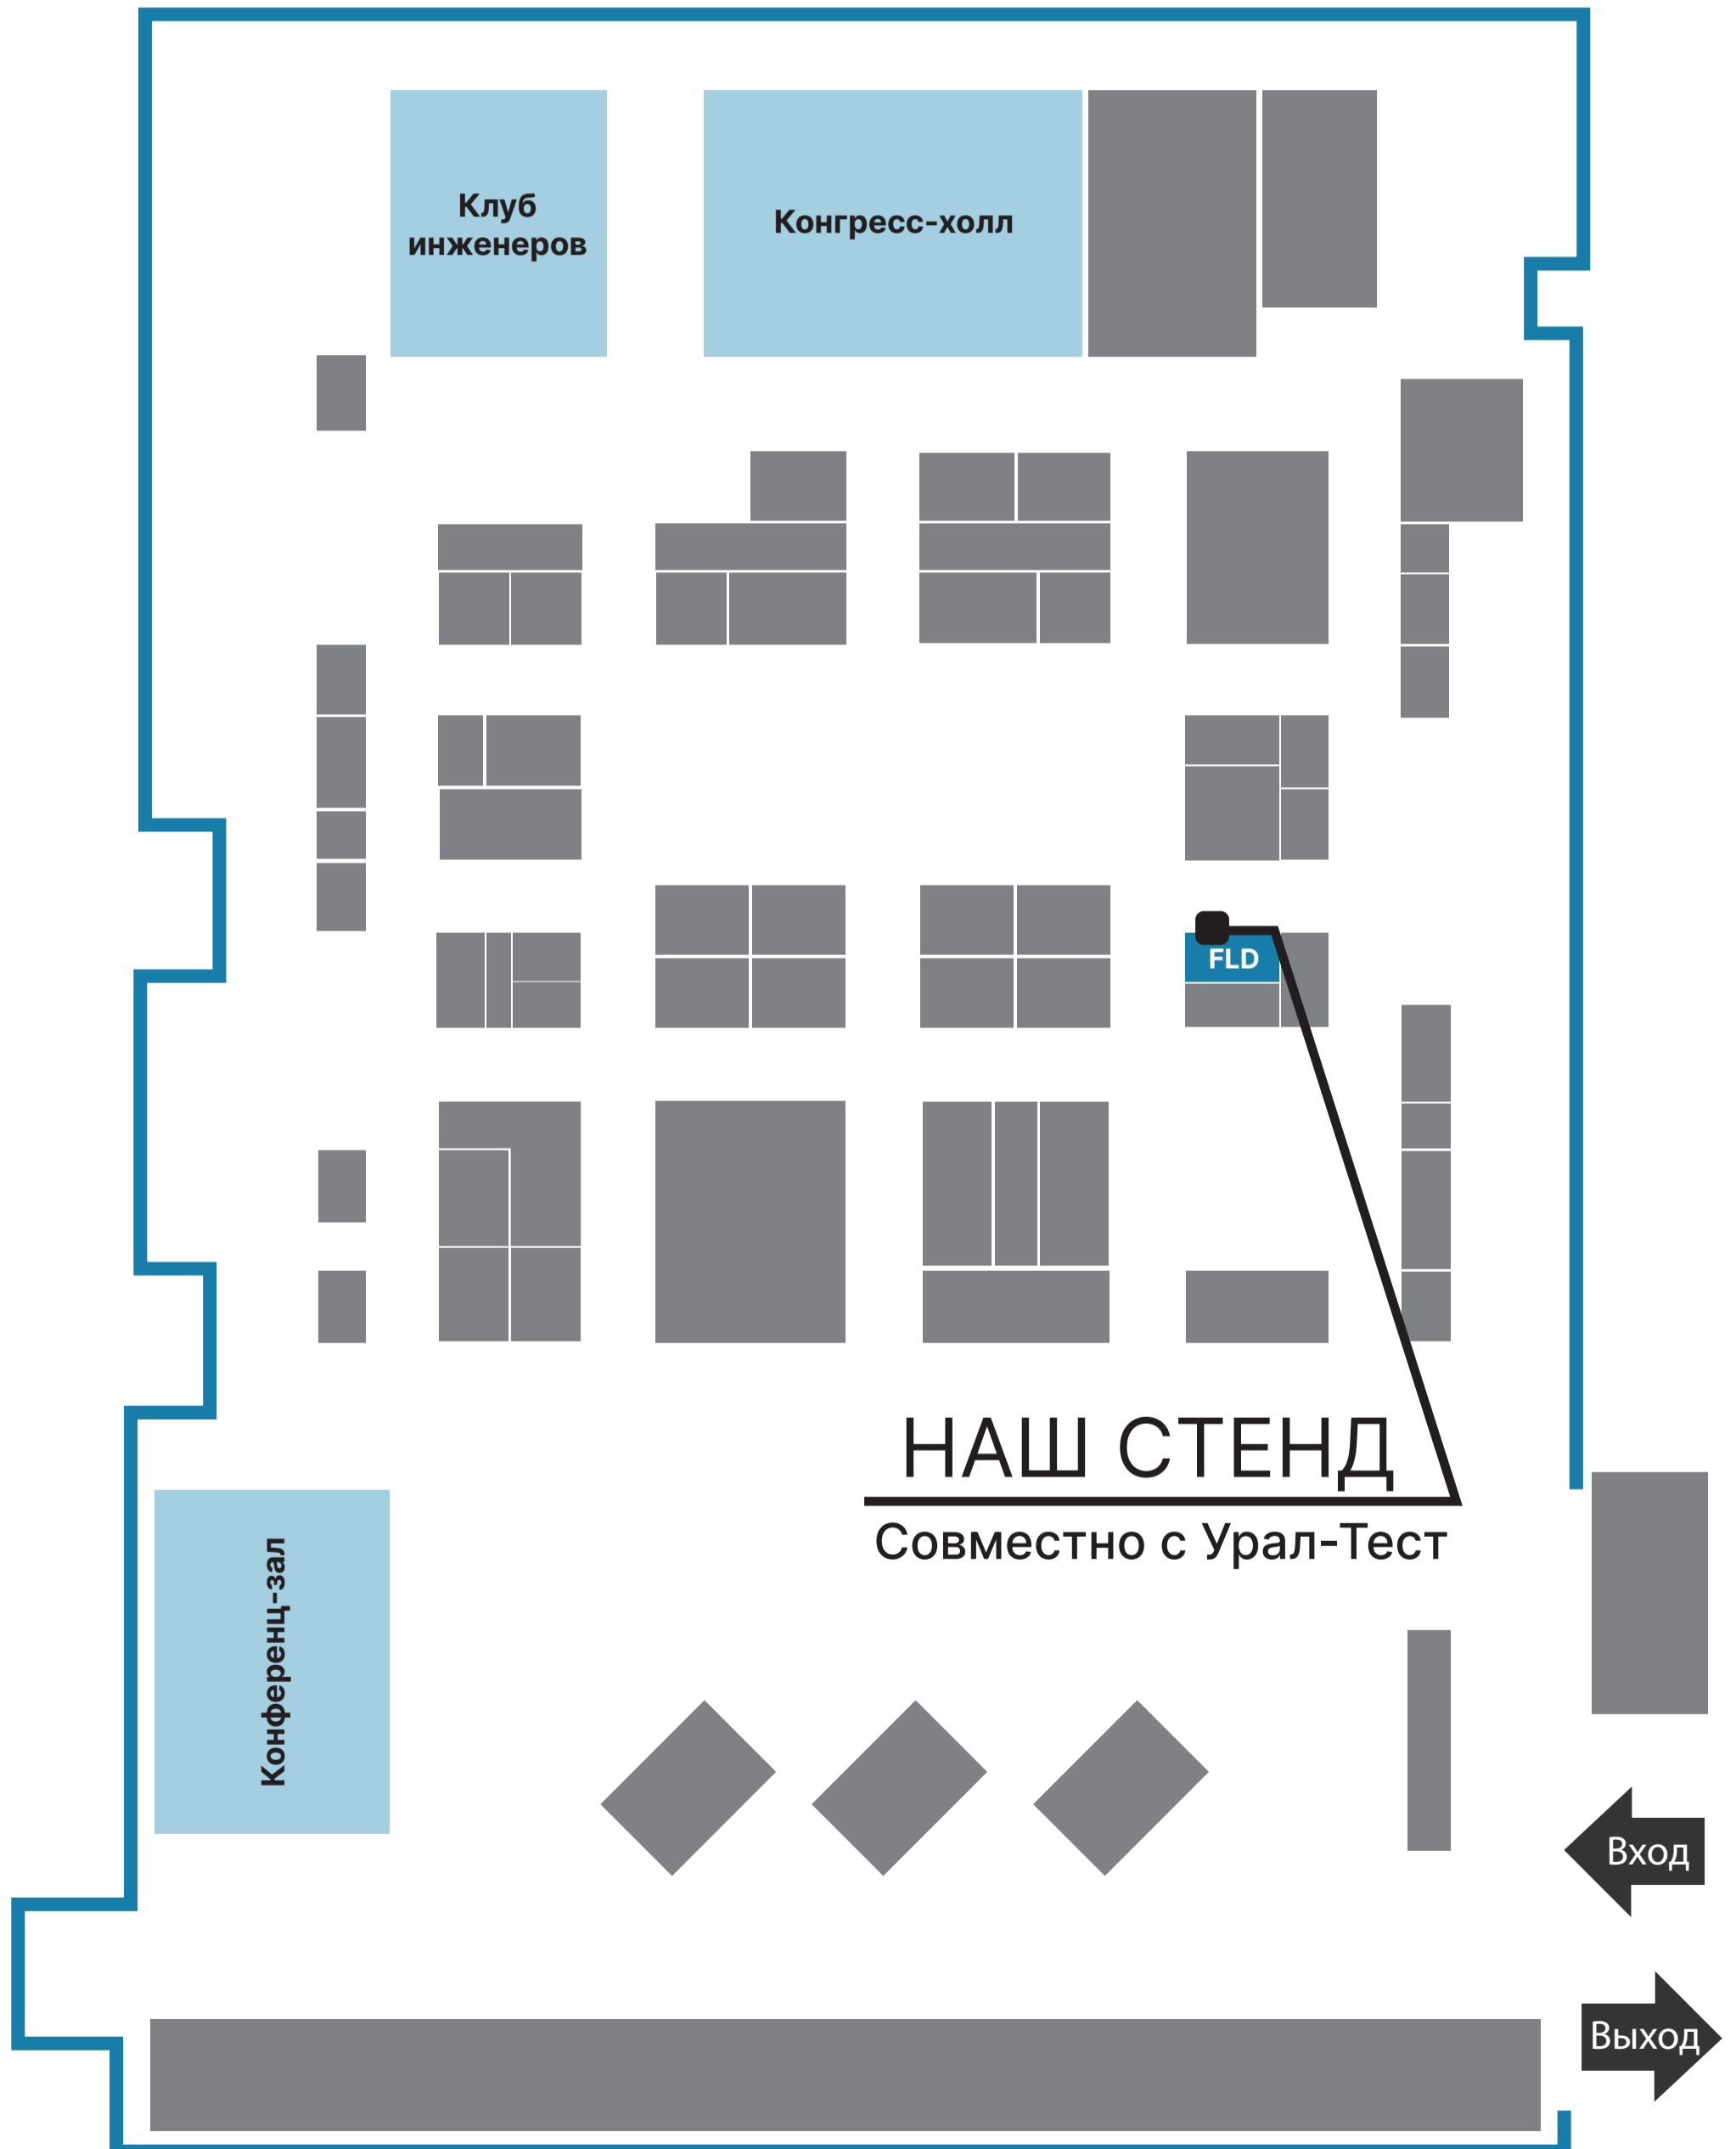 Клуб
инженеров
Конгресс-холл
FLD
НАШ СТЕНД
Совместно с Урал-Тест
Конференц-зал
Вход
Выход